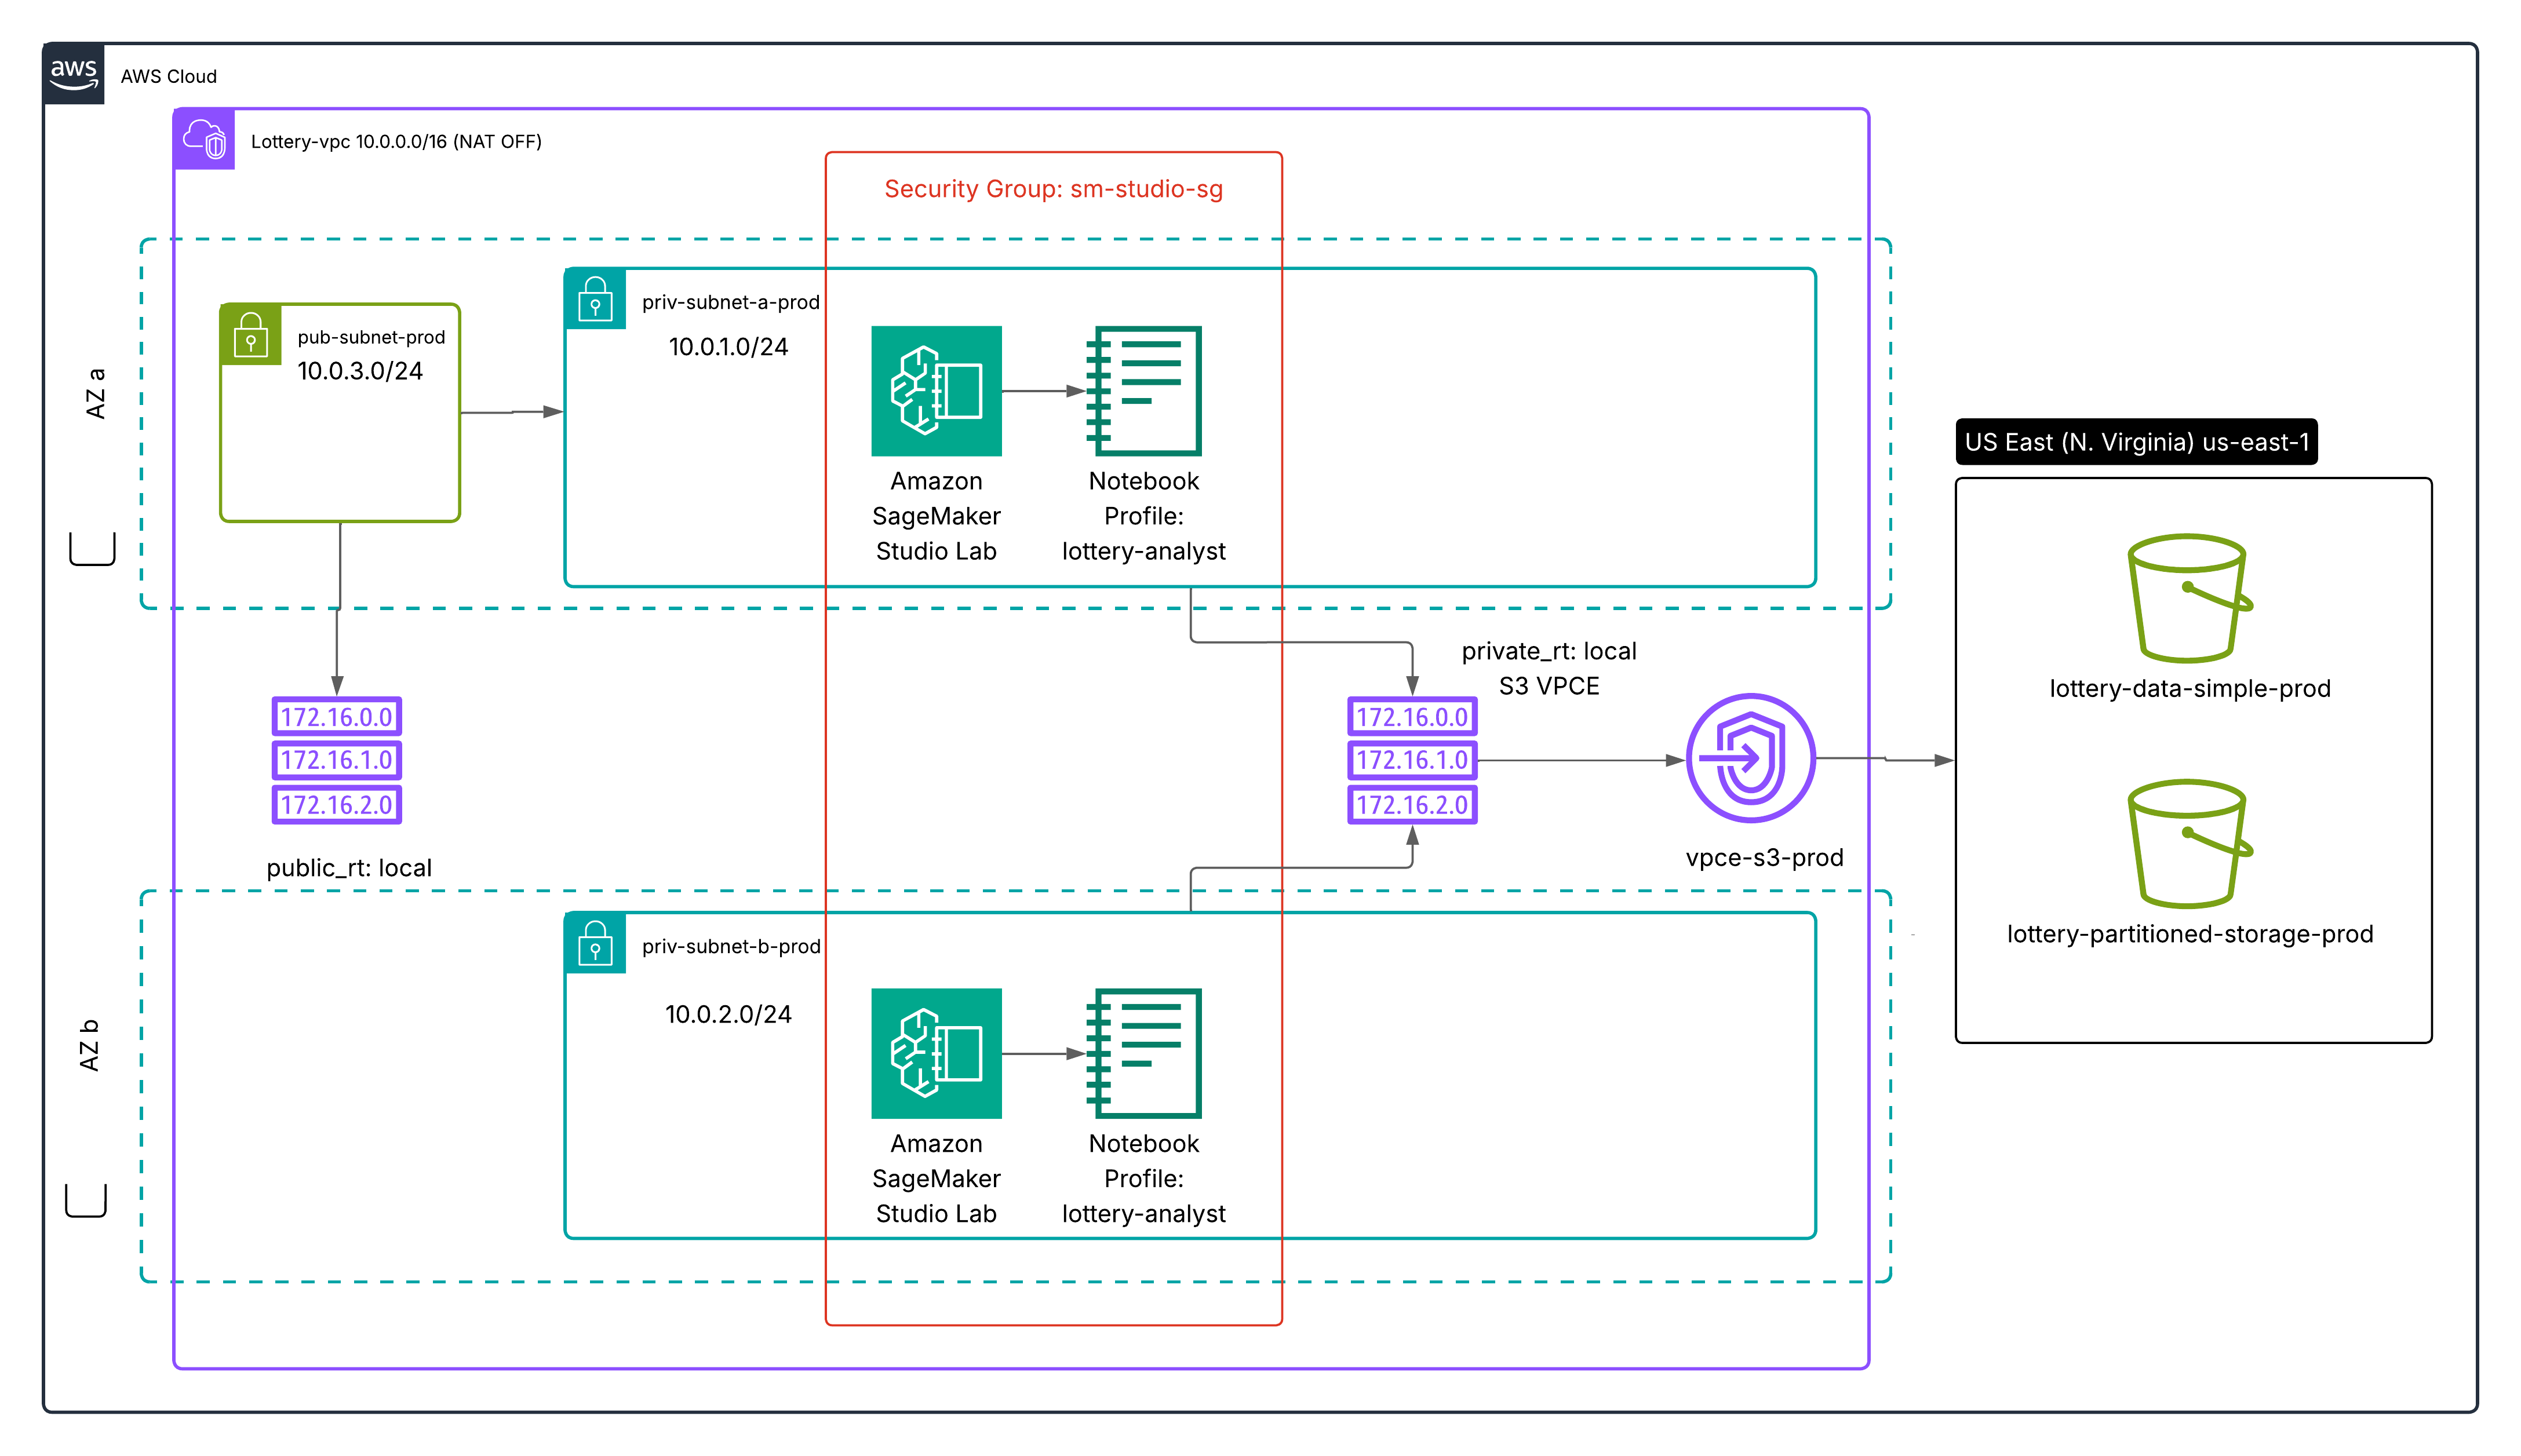 aws
AWS Cloud
Lottery-vpc 10.0.0.0/16 (NAT OFF)
Security Group: sm-studio-sg
AZ a
pub-subnet-prod
10.0.3.0/24
priv-subnet-a-prod
10.0.1.0/24
Amazon
SageMaker
Studio Lab
Notebook
Profile:
lottery-analyst
US East (N. Virginia) us-east-1
lottery-data-simple-prod
lottery-partitioned-storage-prod
172.16.0.0
172.16.1.0
172.16.2.0
public_rt: local
private_rt: local
S3 VPCE
172.16.0.0
172.16.1.0
172.16.2.0
vpce-s3-prod
AZ b
priv-subnet-b-prod
10.0.2.0/24
Amazon
SageMaker
Studio Lab
Notebook
Profile:
lottery-analyst